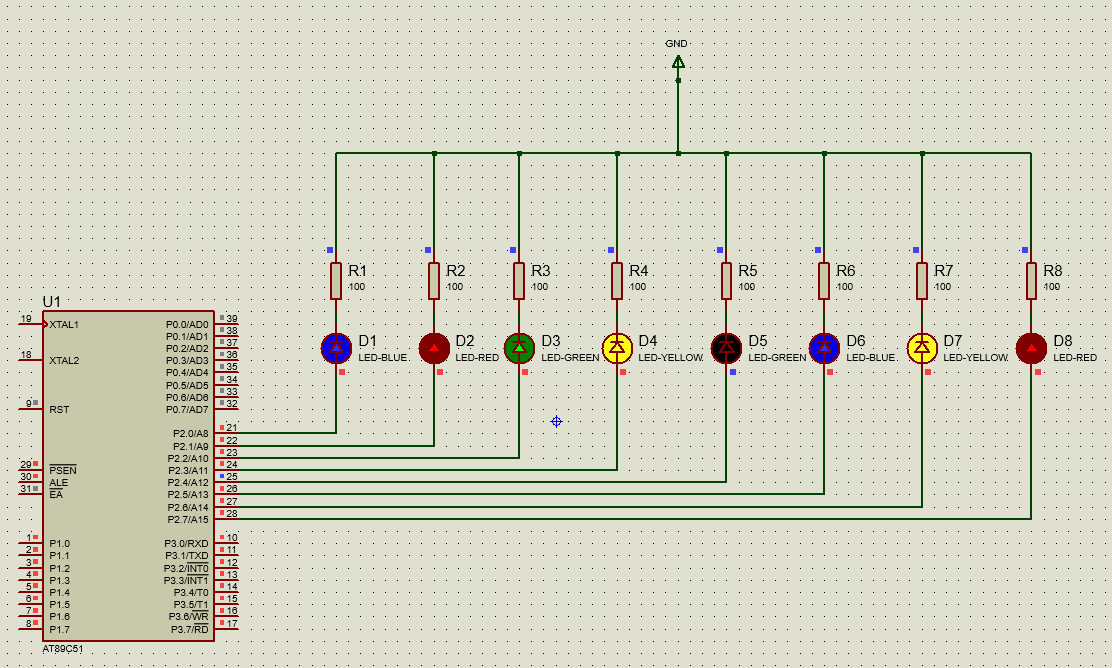 GND
R1
100
R2
100
R3
100
R4
100
R5
100
R6
100
R7
100
R8
100
D1
LED-BLUE
D2
LED-RED
D3
LED-GREEN
D4
LED-YELLOW
D5
LED-GREEN
D6
LED-BLUE
D7
LED-YELLOW
D8
LED-RED
U1
19 XTAL1 P0.0/AD0 39
P0.1/AD1 38
P0.2/AD2 37
18 XTAL2 P0.3/AD3 36
P0.4/AD4 35
P0.5/AD5 34
P0.6/AD6 33
9 RST P0.7/AD7 32
P2.0/A8 21
P2.1/A9 22
P2.2/A10 23
29 PSEN P2.3/A11 24
30 ALE P2.4/A12 25
31 EA P2.5/A13 26
P2.6/A14 27
P2.7/A15 28
1 P1.0 P3.0/RXD 10
2 P1.1 P3.1/TXD 11
3 P1.2 P3.2/INT0 12
4 P1.3 P3.3/INT1 13
5 P1.4 P3.4/T0 14
6 P1.5 P3.5/T1 15
7 P1.6 P3.6/WR 16
8 P1.7 P3.7/RD 17
AT89C51